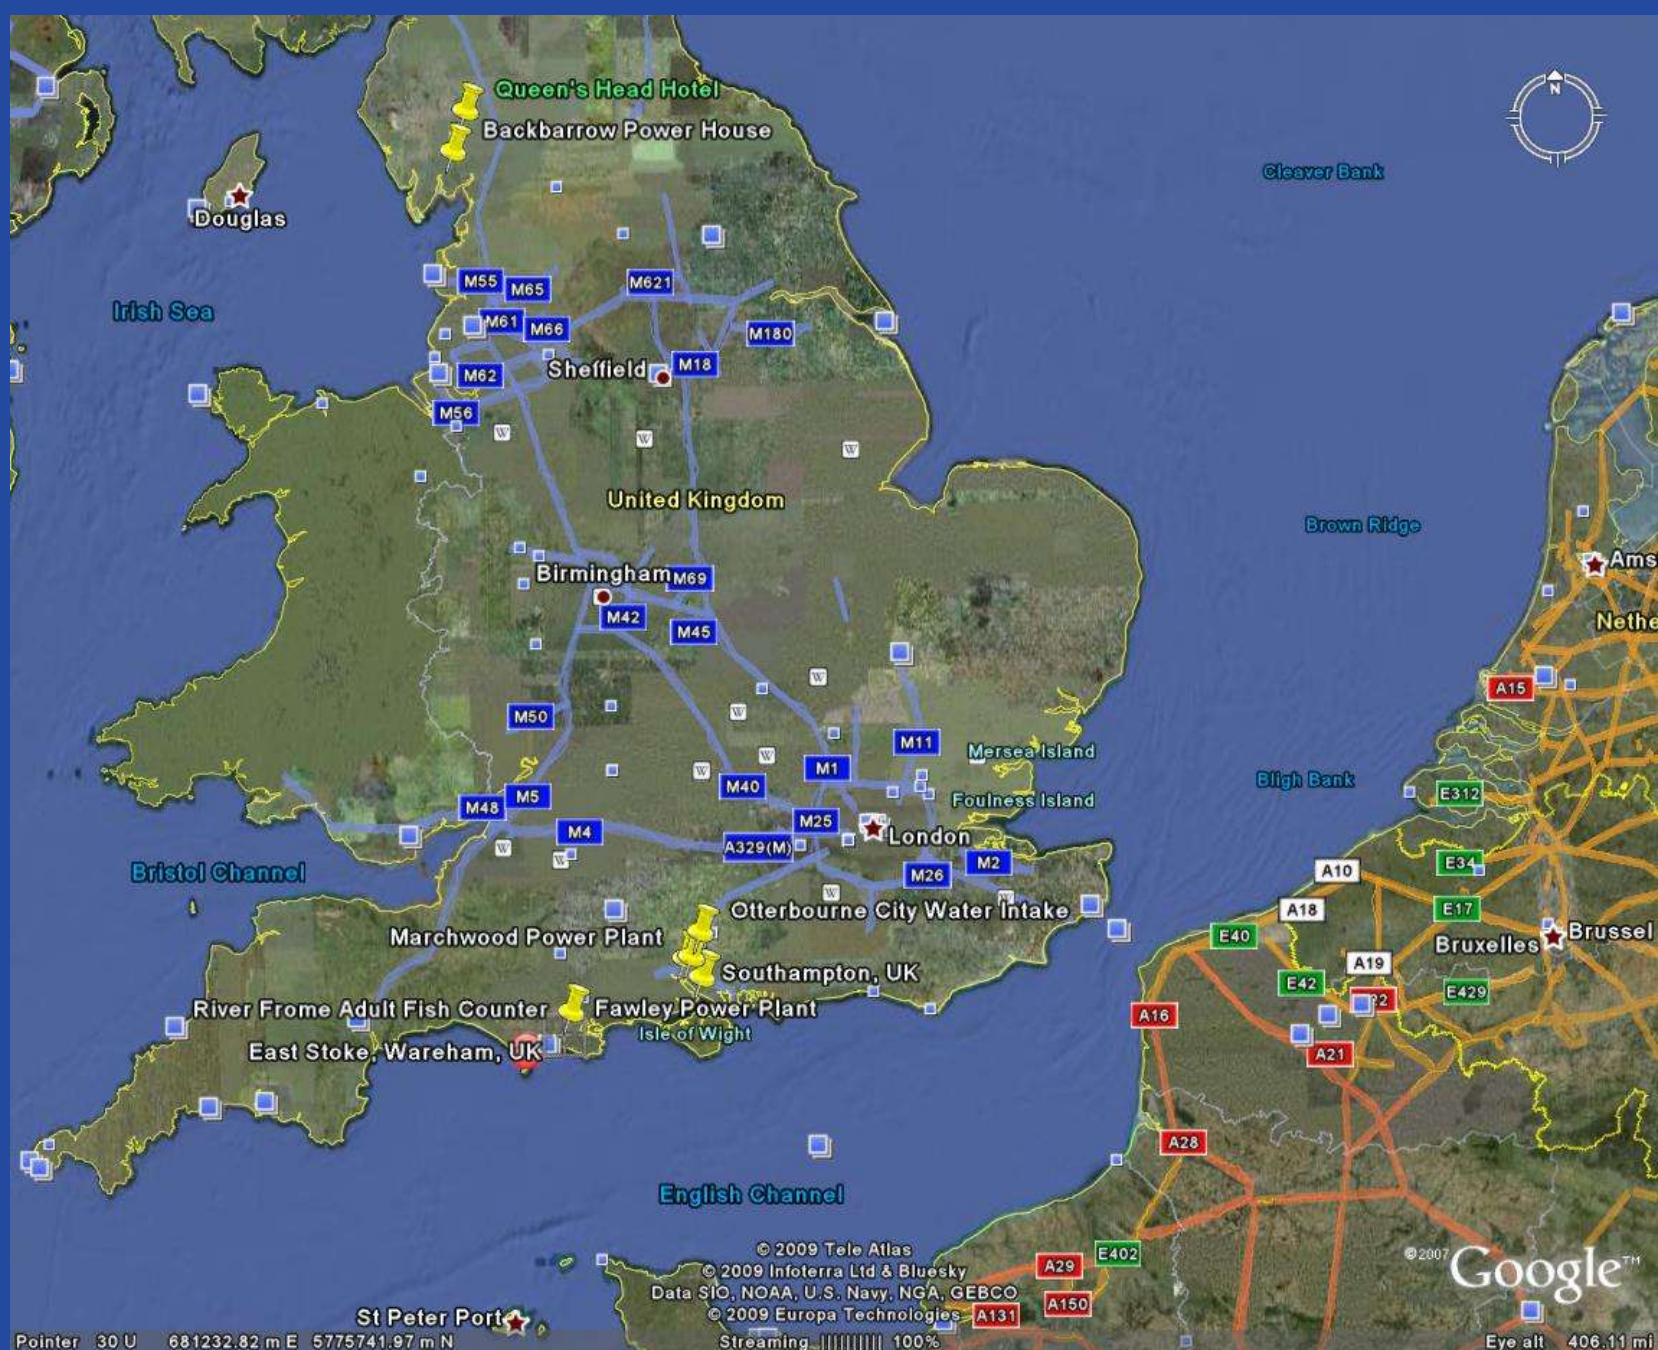 N
Queen's Head Hotel
Backbarrow Power House
Cleaver Bank
Douglas
Irish Sea
M55
M65
M621
M61
M66
M180
Sheffield
M18
M62
M56
W
W
W
United Kingdom
Brown Ridge
Birmingham
M69
Ams
M42
M45
Nethe
W
A15
M50
W
M11
Mersea Island
W
M1
W
Bligh Bank
M40
M5
M48
Foulness Island
E312
M25
M4
London
A329(M)
W
W
M2
E34
Bristol Channel
M26
A10
W
Otterbourne City Water Intake
A18
E17
Marchwood Power Plant
E40
Brussel
Bruxelles
A19
Southampton, UK
E42
E429
River Frome Adult Fish Counter
Fawley Power Plant
A16
Isle of Wight
East Stoke, Wareham, UK
A21
A28
English Channel
© 2009 Tele Atlas
E402
©2007 Google™
A29
© 2009 Infoterra Ltd & Bluesky
Data SIO, NOAA, U.S. Navy, NGA, GEBCO
A150
© 2009 Europa Technologies
A131
St Peter Port
Pointer 30 U 681232.82 m E 5775741.97 m N
Streaming |||||||||| 100%
Eye alt 406.11 mi